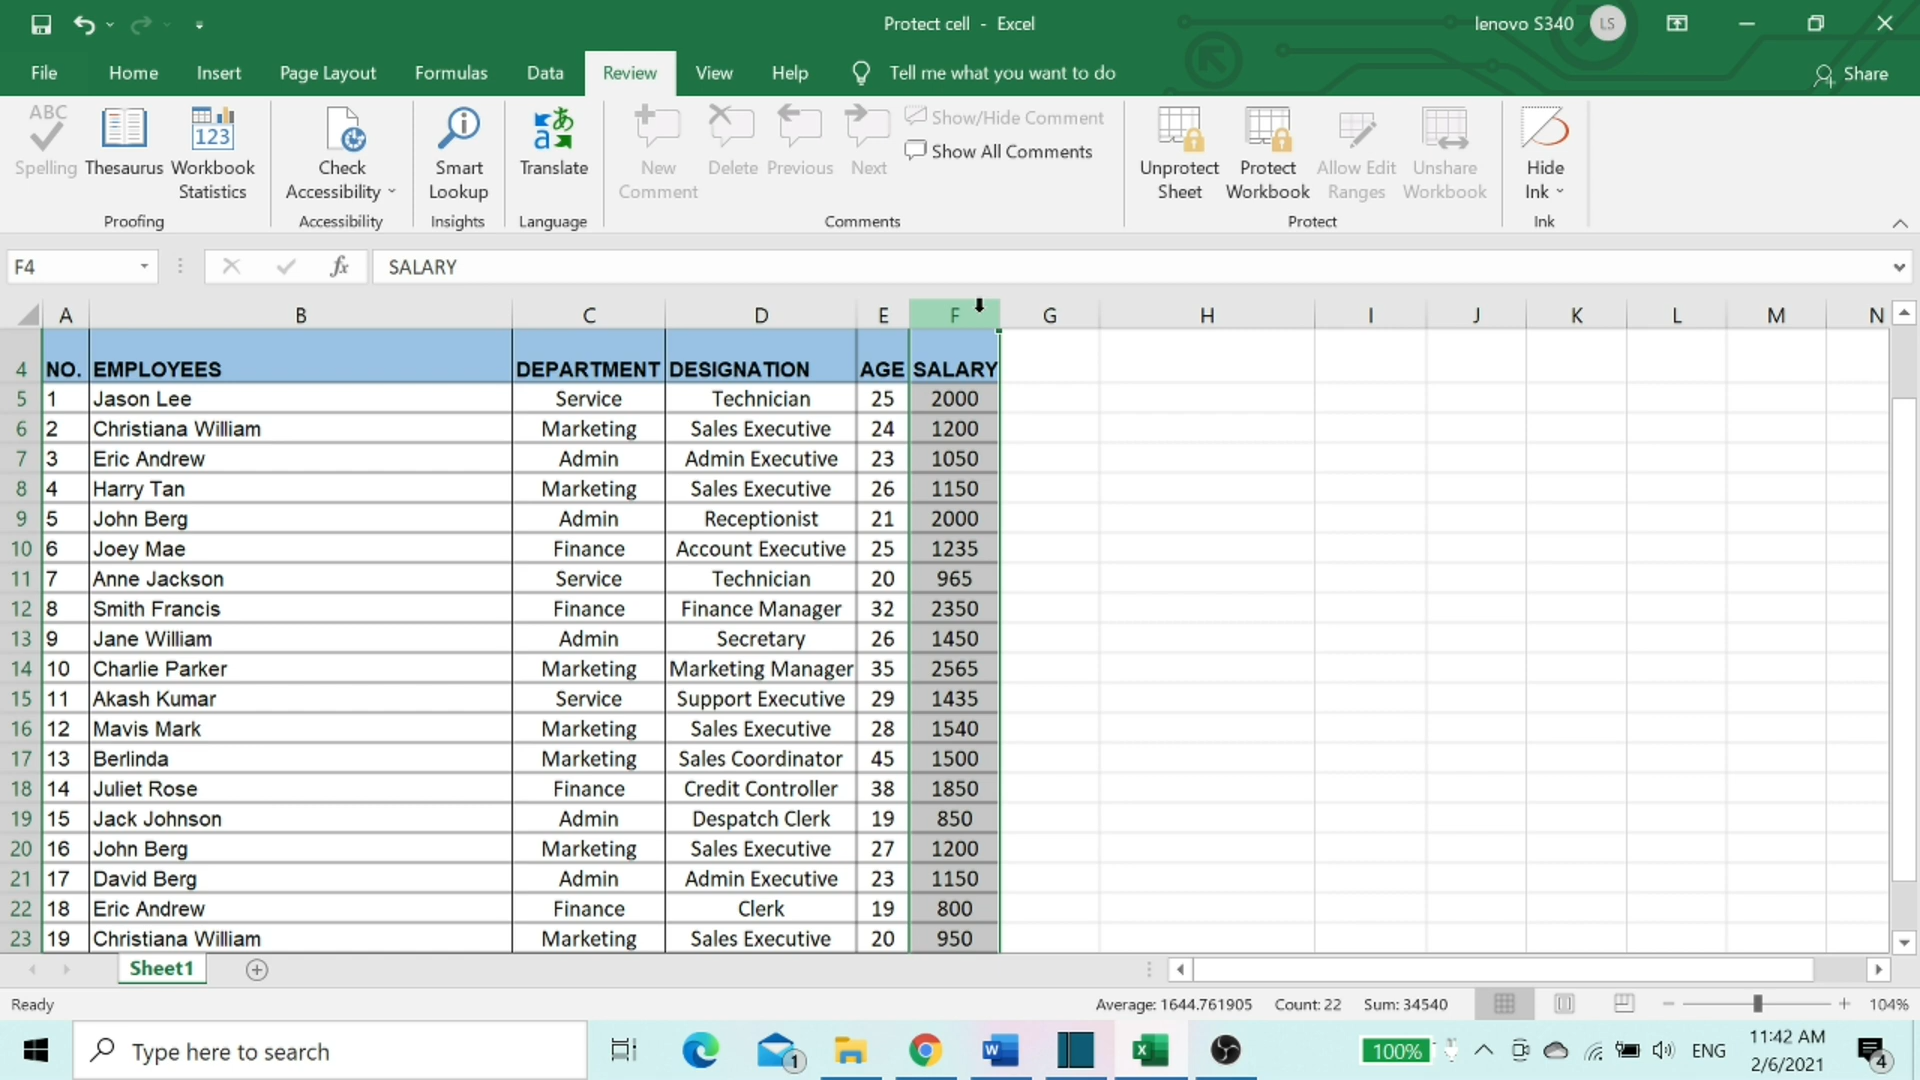 Protect cell - Excel
lenovo S340 LS
File Home Insert Page Layout Formulas Data Review View Help Tell me what you want to do Share
ABC
Spelling
Thesaurus
123
Workbook
Statistics
Proofing
Check
Accessibility
Accessibility
Smart
Lookup
Insights
Translate
Language
New
Comment
Delete
Previous
Next
Show/Hide Comment
Show All Comments
Comments
Unprotect
Sheet
Protect
Workbook
Allow Edit
Ranges
Unshare
Workbook
Protect
Hide
Ink
Ink
F4 fx SALARY
A B C D E F G H I J K L M N
4 NO. EMPLOYEES DEPARTMENT DESIGNATION AGE SALARY
5 1 Jason Lee Service Technician 25 2000
6 2 Christiana William Marketing Sales Executive 24 1200
7 3 Eric Andrew Admin Admin Executive 23 1050
8 4 Harry Tan Marketing Sales Executive 26 1150
9 5 John Berg Admin Receptionist 21 2000
10 6 Joey Mae Finance Account Executive 25 1235
11 7 Anne Jackson Service Technician 20 965
12 8 Smith Francis Finance Finance Manager 32 2350
13 9 Jane William Admin Secretary 26 1450
14 10 Charlie Parker Marketing Marketing Manager 35 2565
15 11 Akash Kumar Service Support Executive 29 1435
16 12 Mavis Mark Marketing Sales Executive 28 1540
17 13 Berlinda Marketing Sales Coordinator 45 1500
18 14 Juliet Rose Finance Credit Controller 38 1850
19 15 Jack Johnson Admin Despatch Clerk 19 850
20 16 John Berg Marketing Sales Executive 27 1200
21 17 David Berg Admin Admin Executive 23 1150
22 18 Eric Andrew Finance Clerk 19 800
23 19 Christiana William Marketing Sales Executive 20 950
Sheet1
Ready Average: 1644.761905 Count: 22 Sum: 34540 104%
Type here to search 1 W X 100% ENG 11:42 AM
2/6/2021 4